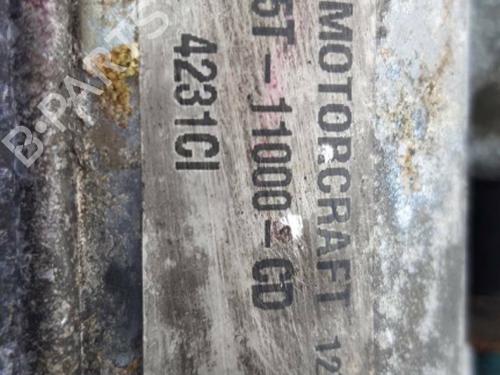 MOTORCRAFT 12
5T-11000-CD
4231CI
B-PARTS